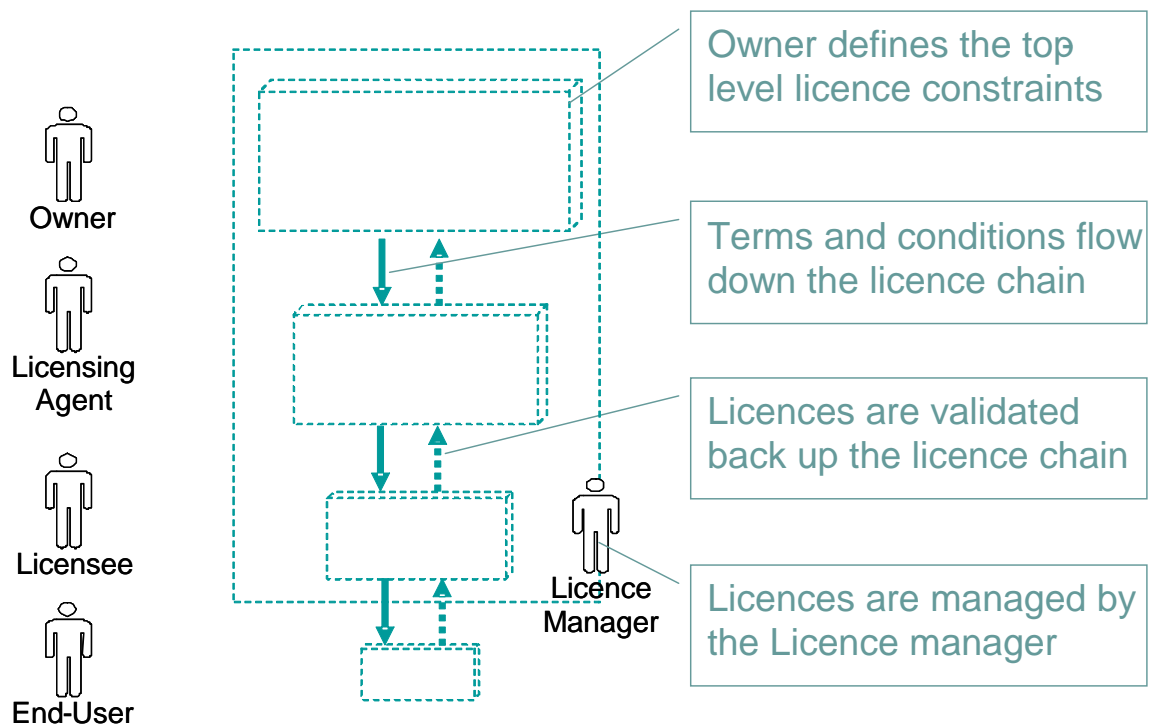 Owner
Licensing
Agent
Licensee
End-User
Licence
Manager
Owner defines the top-
level licence constraints
Terms and conditions flow
down the licence chain
Licences are validated
back up the licence chain
Licences are managed by
the Licence manager